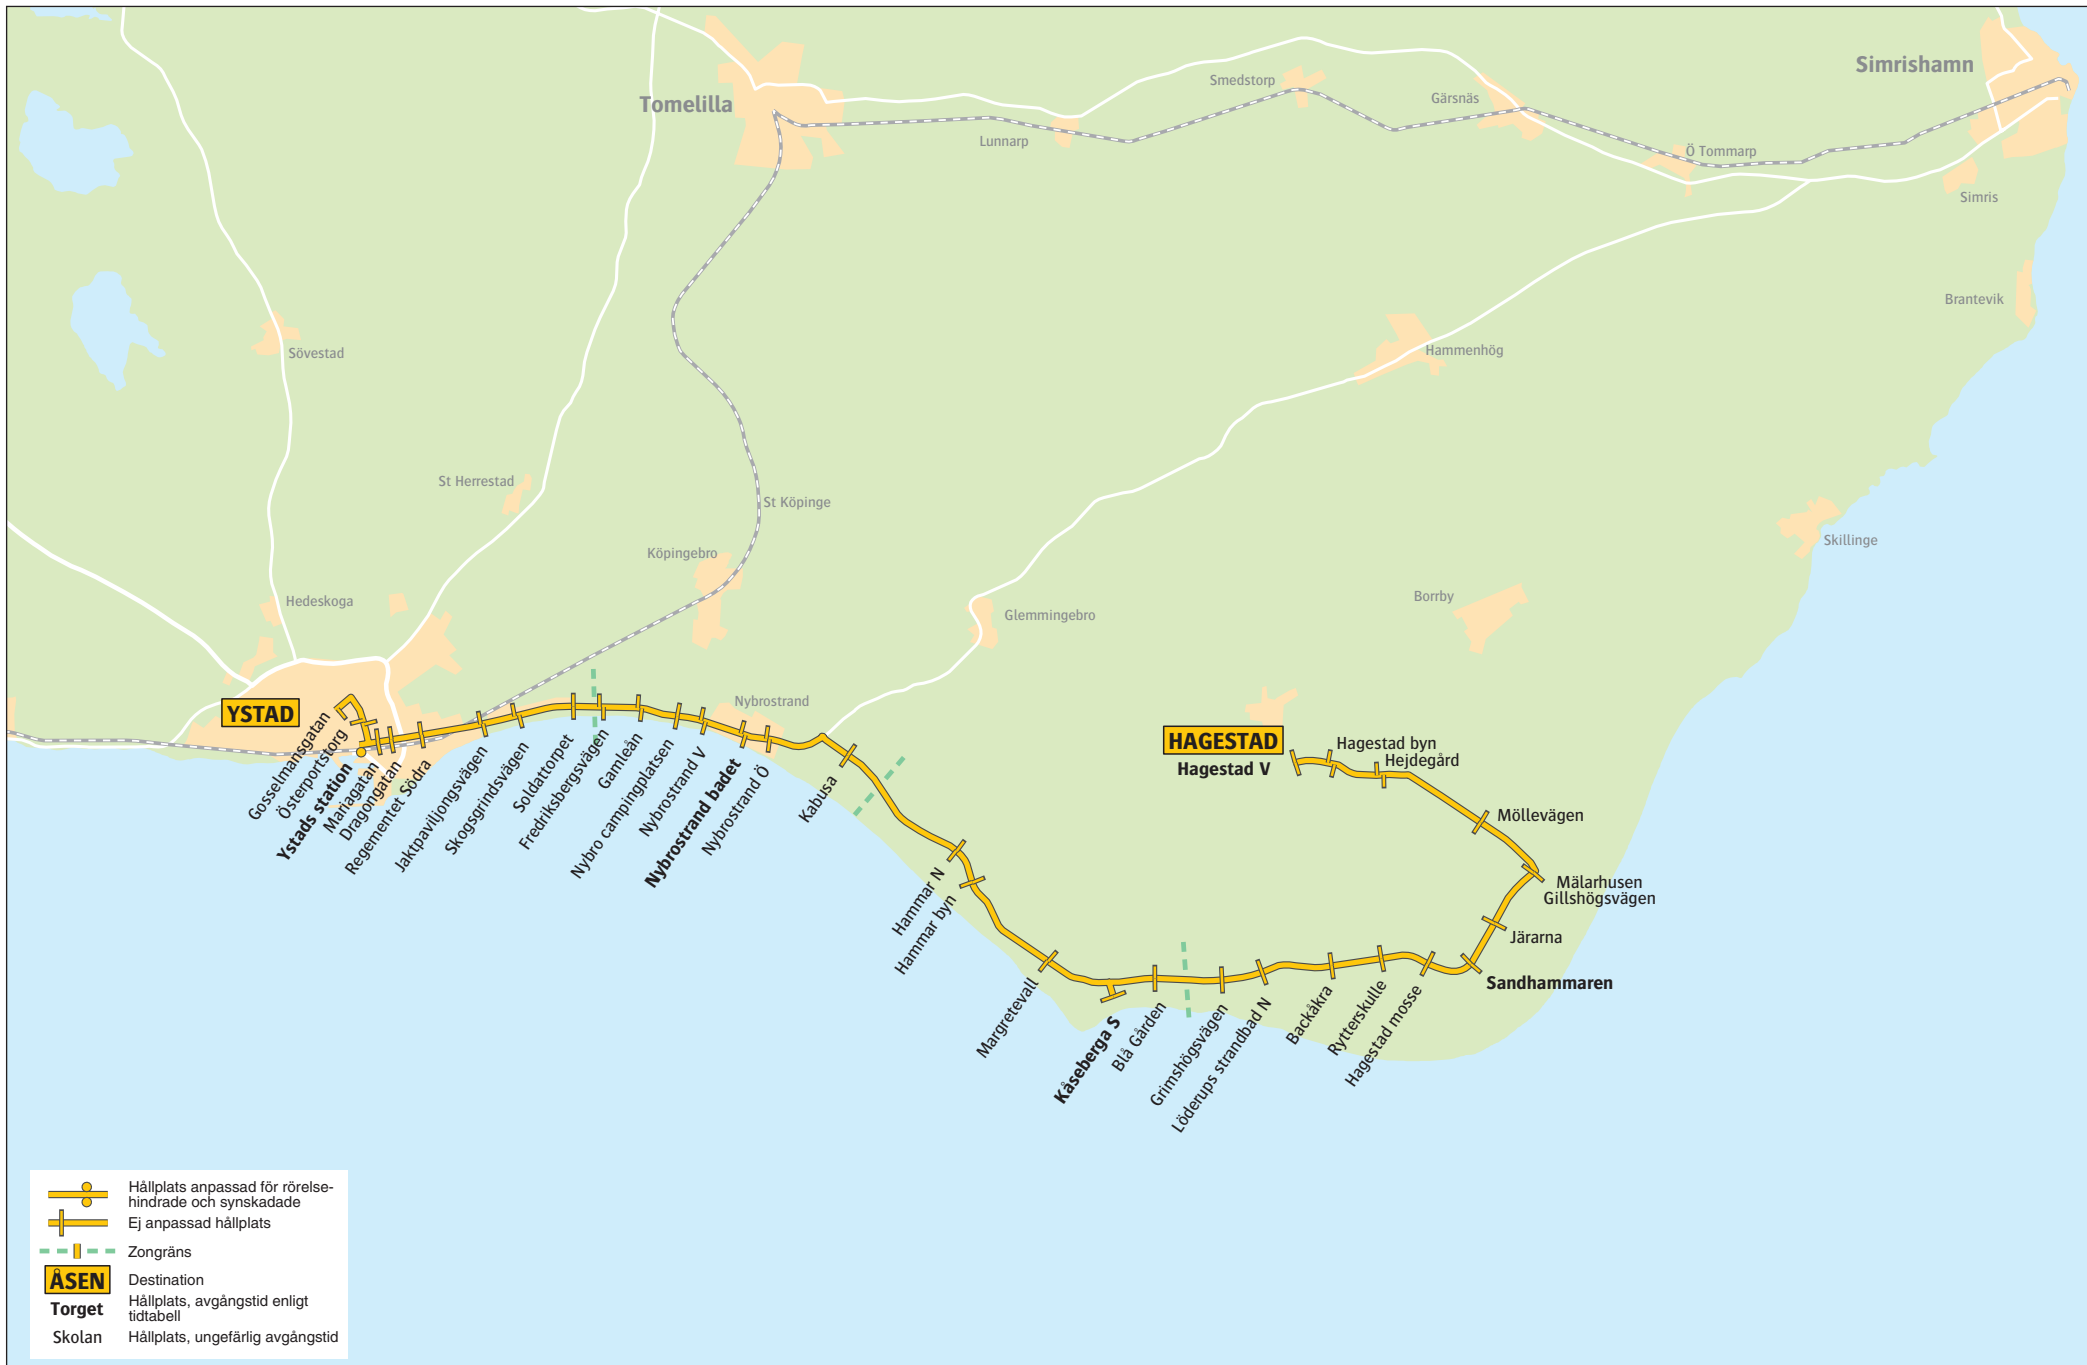 Simrishamn
Tomelilla
Smedstorp
Gärsnäs
Lunnarp
Ö Tommarp
Simris
Brantevik
Sövestad
Hammenhög
St Herrestad
St Köpinge
Skillinge
Köpingebro
Hedeskoga
Glemmingebro
Borrby
Nybrostrand
YSTAD
HAGESTAD
Hagestad V
Hagestad byn
Hejdegård
Möllevägen
Mälarhusen
Gillshögsvägen
Järarna
Sandhammaren
Gosselmansgatan
Österportstorg
Ystads station
Mariagatan
Dragongatan
Regementet Södra
Jaktpaviljongsvägen
Skogsgrindsvägen
Soldattorpet
Fredriksbergsvägen
Gamleån
Nybro campingplatsen
Nybrostrand V
Nybrostrand badet
Nybrostrand Ö
Kabusa
Hammar N
Hammar byn
Margretevall
Kåseberga S
Blå Gården
Grimshögsvägen
Löderups strandbad N
Backåkra
Rytterskulle
Hagestad mosse
Hållplats anpassad för rörelse-
hindrade och synskadade
Ej anpassad hållplats
Zongräns
ÅSEN Destination
Torget Hållplats, avgångstid enligt
tidtabell
Skolan Hållplats, ungefärlig avgångstid